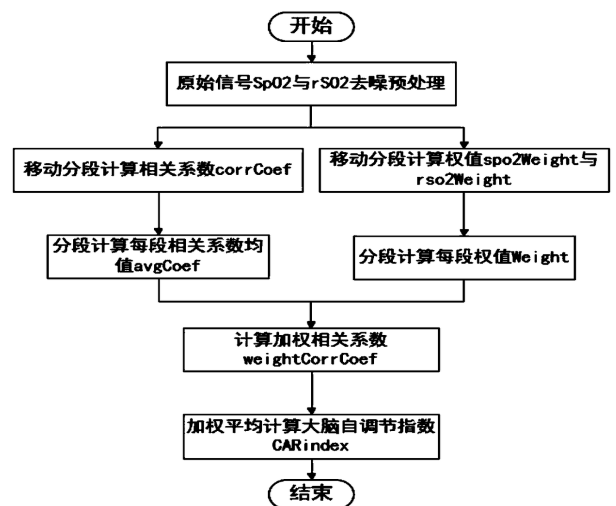 开始
原始信号SpO2与rSO2去噪预处理
移动分段计算相关系数corrCoef
移动分段计算权值spo2Weight与
rso2Weight
分段计算每段相关系数均
值avgCoef
分段计算每段权值Weight
计算加权相关系数
weightCorrCoef
加权平均计算大脑自调节指数
CARindex
结束